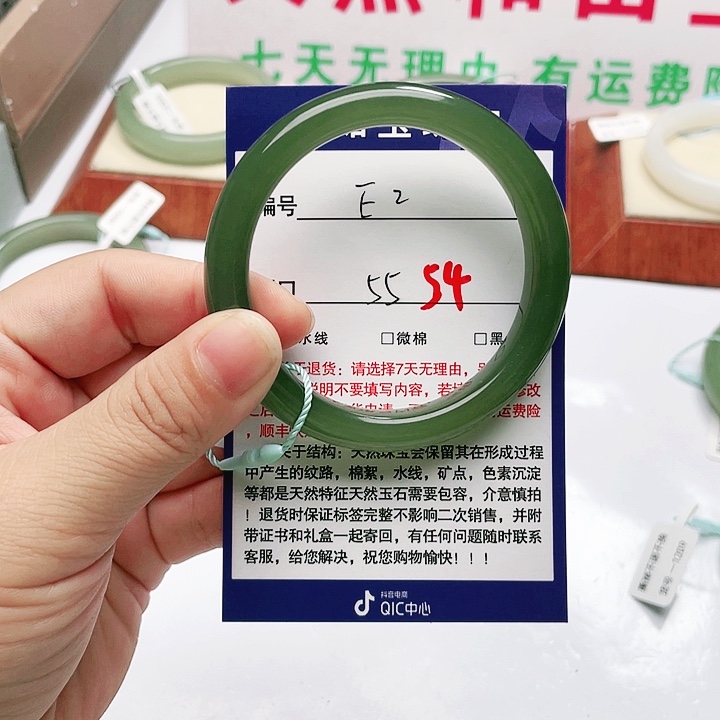 天然和田玉
七天无理由 有运费险
编号 E2
口 55 54
水线 □微棉 □黑
于退货：请选择7天无理由，
说明不要填写内容，若 修改
之后 运费险
，顺丰
关于结构：天然珠宝会保留其在形成过程
中产生的纹路，棉絮，水线，矿点，色素沉淀
等都是天然特征天然玉石需要包容，介意慎拍
！退货时保证标签完整不影响二次销售，并附
带证书和礼盒一起寄回，有任何问题随时联系
客服，给您解决，祝您购物愉快！！！
抖音电商
QIC中心